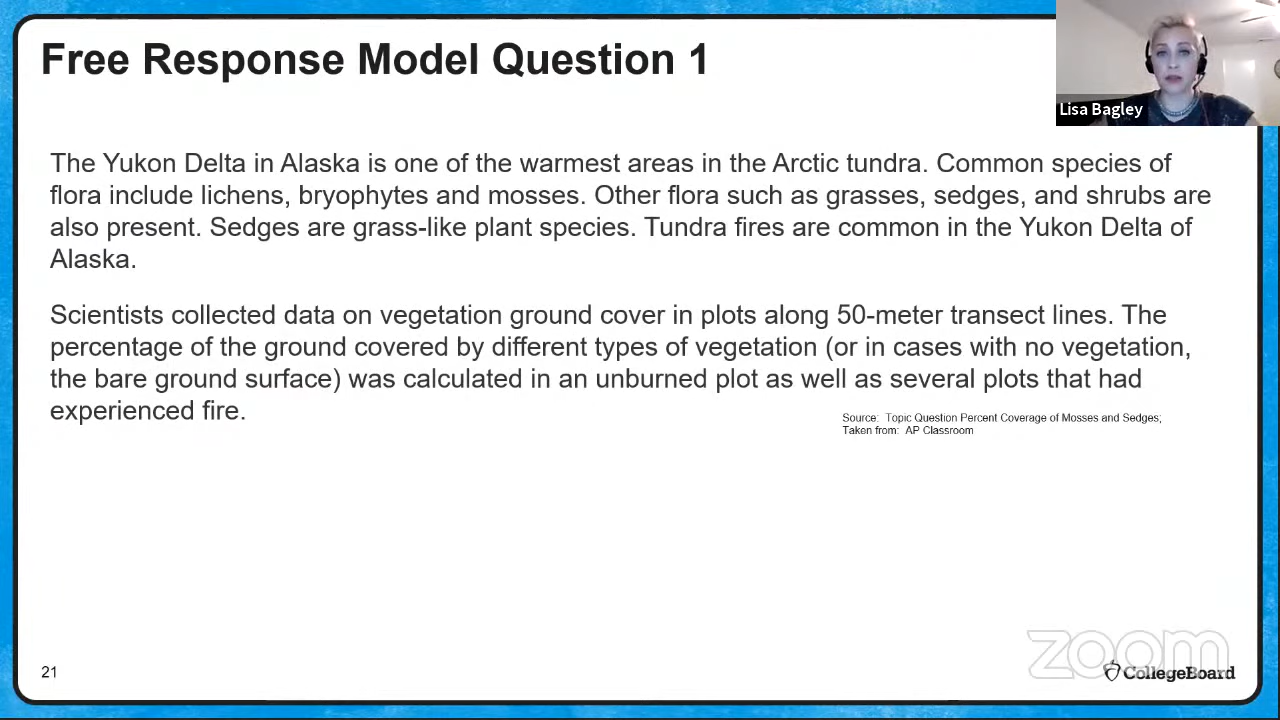 Free Response Model Question 1
Lisa Bagley
The Yukon Delta in Alaska is one of the warmest areas in the Arctic tundra. Common species of
flora include lichens, bryophytes and mosses. Other flora such as grasses, sedges, and shrubs are
also present. Sedges are grass-like plant species. Tundra fires are common in the Yukon Delta of
Alaska.
Scientists collected data on vegetation ground cover in plots along 50-meter transect lines. The
percentage of the ground covered by different types of vegetation (or in cases with no vegetation,
the bare ground surface) was calculated in an unburned plot as well as several plots that had
experienced fire.
Source: Topic Question Percent Coverage of Mosses and Sedges;
Taken from: AP Classroom
zoom
21
CollegeBoard